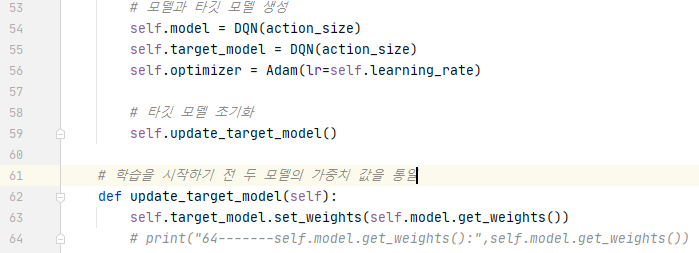 53 # 모델과 타깃 모델 생성
54 self.model = DQN(action_size)
55 self.target_model = DQN(action_size)
56 self.optimizer = Adam(lr=self.learning_rate)
57
58 # 타깃 모델 초기화
59 self.update_target_model()
60
61 # 학습을 시작하기 전 두 모델의 가중치 값을 통일
62 def update_target_model(self):
63 self.target_model.set_weights(self.model.get_weights())
64 # print("64-------self.model.get_weights():",self.model.get_weights())